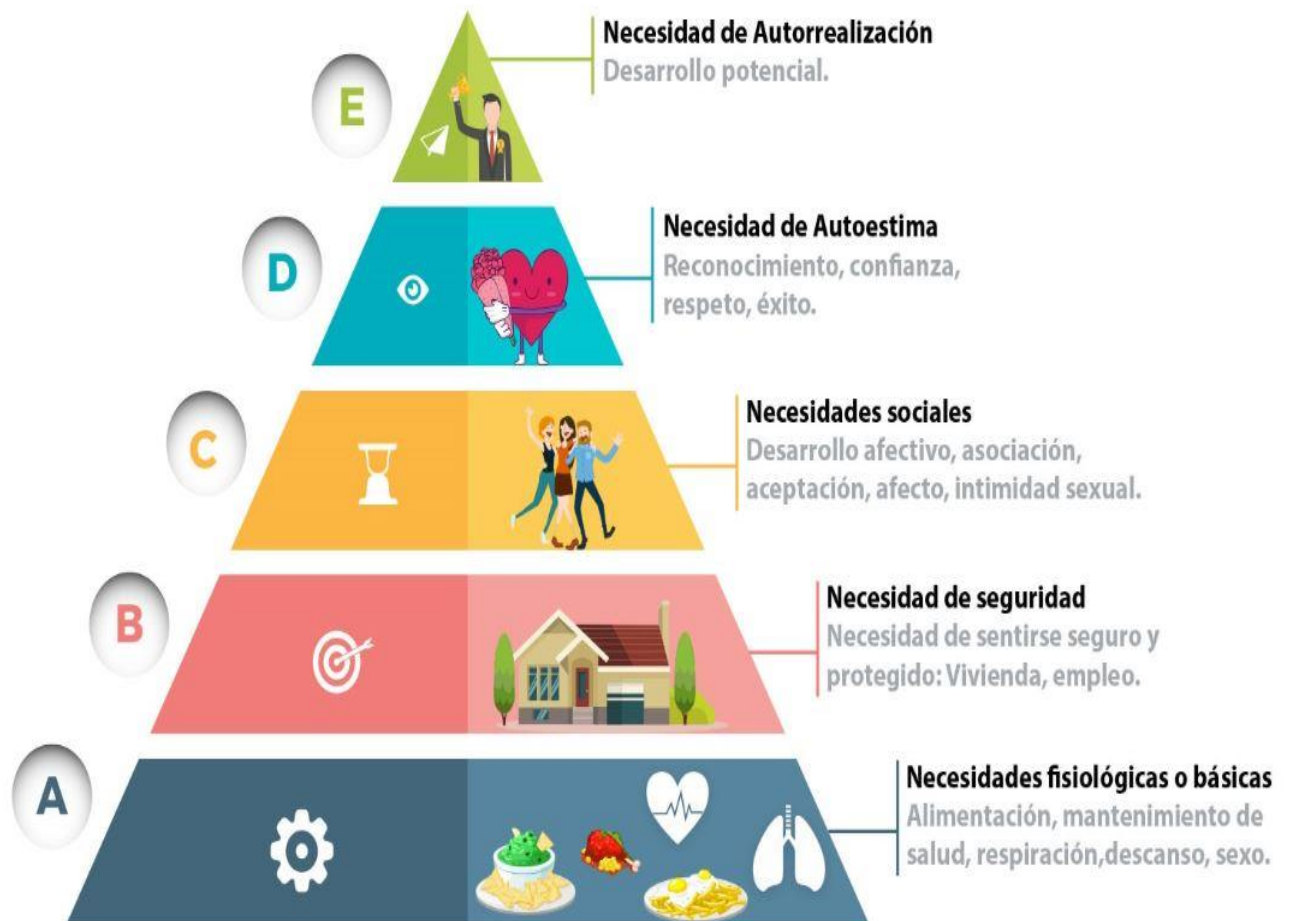 E
Necesidad de Autorrealización
Desarrollo potencial.
D
Necesidad de Autoestima
Reconocimiento, confianza,
respeto, éxito.
C
Necesidades sociales
Desarrollo afectivo, asociación,
aceptación, afecto, intimidad sexual.
B
Necesidad de seguridad
Necesidad de sentirse seguro y
protegido: Vivienda, empleo.
A
Necesidades fisiológicas o básicas
Alimentación, mantenimiento de
salud, respiración,descanso, sexo.